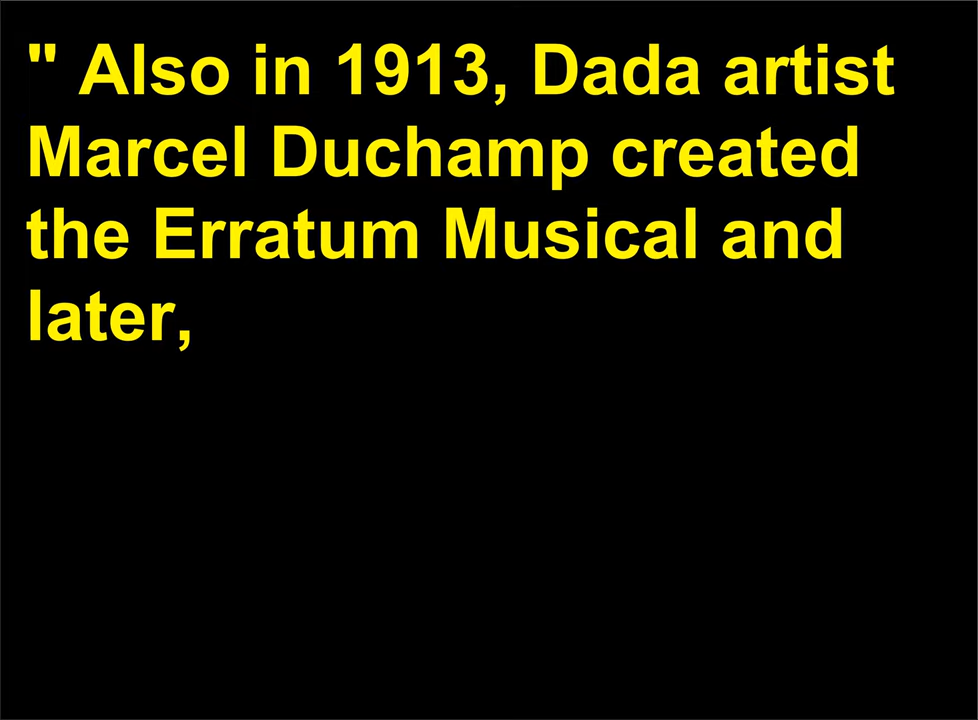 " Also in 1913, Dada artist
Marcel Duchamp created
the Erratum Musical and
later,